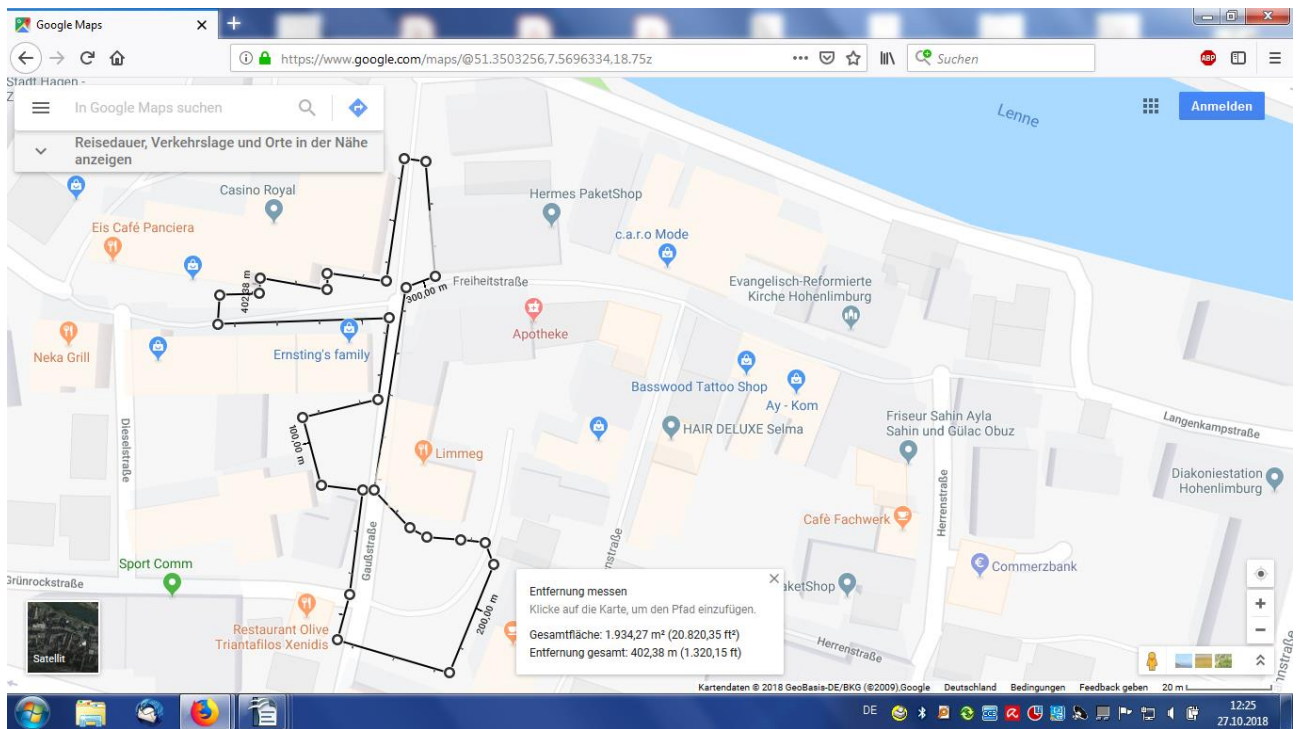 Google Maps
https://www.google.com/maps/@51.3503256,7.5696334,18.75z
Suchen
ABP
Stadt Hagen -
Z
In Google Maps suchen
Anmelden
Reisedauer, Verkehrslage und Orte in der Nähe
anzeigen
Lenne
Casino Royal
Hermes PaketShop
Eis Café Panciera
c.a.r.o Mode
402,38 m
300,00 m
Freiheitstraße
Evangelisch-Reformierte
Kirche Hohenlimburg
Apotheke
Neka Grill
Ernsting's family
Basswood Tattoo Shop
Ay - Kom
Dieselstraße
100,00 m
HAIR DELUXE Selma
Friseur Sahin Ayla
Sahin und Gülac Obuz
Langenkampstraße
Limmeg
Diakoniestation
Hohenlimburg
Herrenstraße
Cafè Fachwerk
Gaußstraße
nstraße
Sport Comm
Commerzbank
Grünrockstraße
aketShop
Entfernung messen
Klicke auf die Karte, um den Pfad einzufügen.
Gesamtfläche: 1.934,27 m² (20.820,35 ft²)
Entfernung gesamt: 402,38 m (1.320,15 ft)
200,00 m
Restaurant Olive
Triantafilos Xenidis
Herrenstraße
nstraße
Satellit
Kartendaten © 2018 GeoBasis-DE/BKG (©2009),Google Deutschland Bedingungen Feedback geben 20 m
DE
12:25
27.10.2018